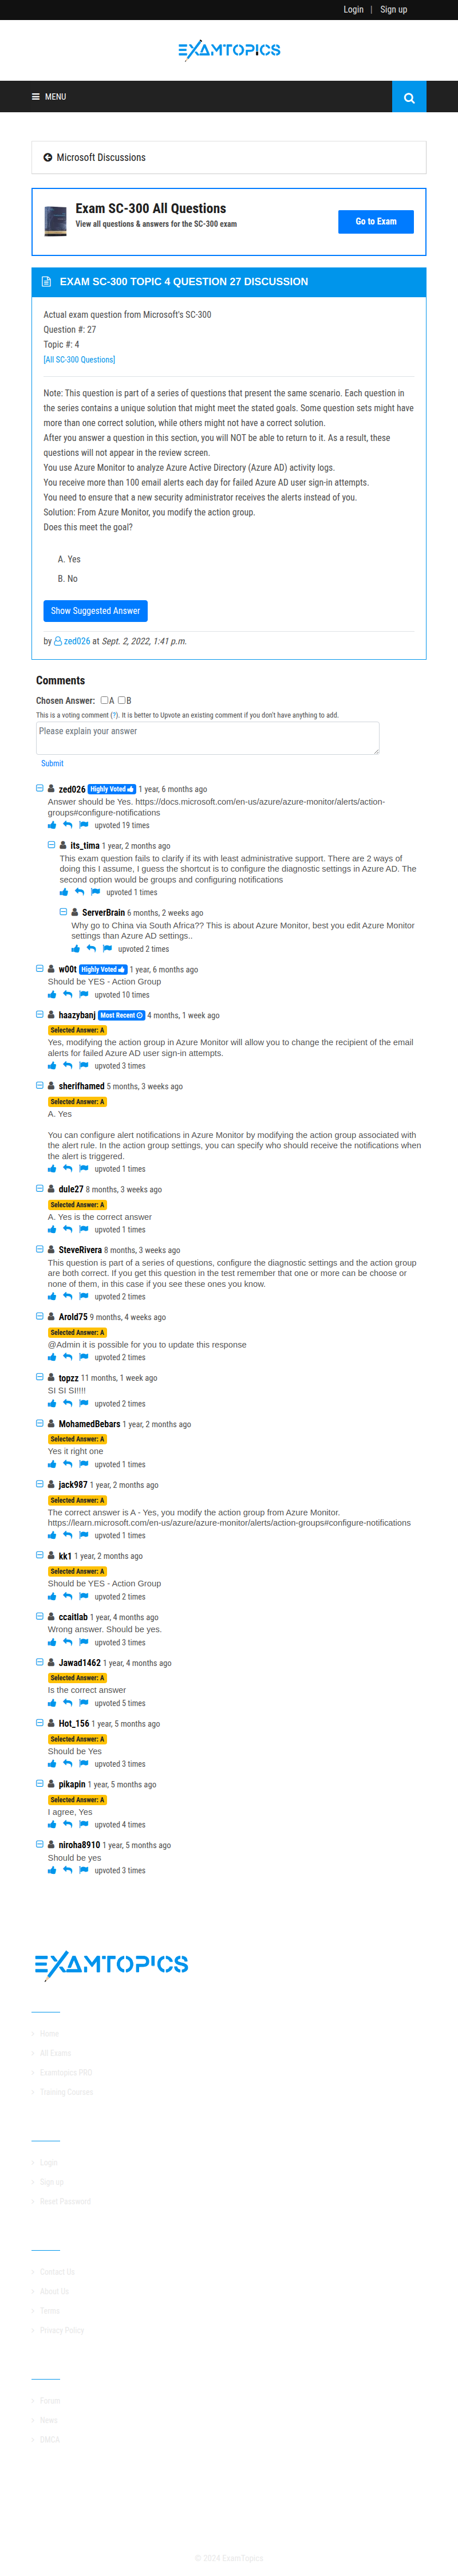 Login | Sign up
EXAMTOPICS
MENU
Microsoft Discussions
Exam SC-300 All Questions
View all questions & answers for the SC-300 exam
Go to Exam
EXAM SC-300 TOPIC 4 QUESTION 27 DISCUSSION
Actual exam question from Microsoft's SC-300
Question #: 27
Topic #: 4
[All SC-300 Questions]
Note: This question is part of a series of questions that present the same scenario. Each question in
the series contains a unique solution that might meet the stated goals. Some question sets might have
more than one correct solution, while others might not have a correct solution.
After you answer a question in this section, you will NOT be able to return to it. As a result, these
questions will not appear in the review screen.
You use Azure Monitor to analyze Azure Active Directory (Azure AD) activity logs.
You receive more than 100 email alerts each day for failed Azure AD user sign-in attempts.
You need to ensure that a new security administrator receives the alerts instead of you.
Solution: From Azure Monitor, you modify the action group.
Does this meet the goal?
A. Yes
B. No
Show Suggested Answer
by zed026 at Sept. 2, 2022, 1:41 p.m.
Comments
Chosen Answer: A B
This is a voting comment (?). It is better to Upvote an existing comment if you don't have anything to add.
Please explain your answer
Submit
zed026 Highly Voted 1 year, 6 months ago
Answer should be Yes. https://docs.microsoft.com/en-us/azure/azure-monitor/alerts/action-
groups#configure-notifications
upvoted 19 times
its_tima 1 year, 2 months ago
This exam question fails to clarify if its with least administrative support. There are 2 ways of
doing this I assume, I guess the shortcut is to configure the diagnostic settings in Azure AD. The
second option would be groups and configuring notifications
upvoted 1 times
ServerBrain 6 months, 2 weeks ago
Why go to China via South Africa?? This is about Azure Monitor, best you edit Azure Monitor
settings than Azure AD settings..
upvoted 2 times
w00t Highly Voted 1 year, 6 months ago
Should be YES - Action Group
upvoted 10 times
haazybanj Most Recent 4 months, 1 week ago
Selected Answer: A
Yes, modifying the action group in Azure Monitor will allow you to change the recipient of the email
alerts for failed Azure AD user sign-in attempts.
upvoted 3 times
sherifhamed 5 months, 3 weeks ago
Selected Answer: A
A. Yes
You can configure alert notifications in Azure Monitor by modifying the action group associated with
the alert rule. In the action group settings, you can specify who should receive the notifications when
the alert is triggered.
upvoted 1 times
dule27 8 months, 3 weeks ago
Selected Answer: A
A. Yes is the correct answer
upvoted 1 times
SteveRivera 8 months, 3 weeks ago
This question is part of a series of questions, configure the diagnostic settings and the action group
are both correct. If you get this question in the test remember that one or more can be choose or
none of them, in this case if you see these ones you know.
upvoted 2 times
Arold75 9 months, 4 weeks ago
Selected Answer: A
@Admin it is possible for you to update this response
upvoted 2 times
topzz 11 months, 1 week ago
SI SI SI!!!!
upvoted 2 times
MohamedBebars 1 year, 2 months ago
Selected Answer: A
Yes it right one
upvoted 1 times
jack987 1 year, 2 months ago
Selected Answer: A
The correct answer is A - Yes, you modify the action group from Azure Monitor.
https://learn.microsoft.com/en-us/azure/azure-monitor/alerts/action-groups#configure-notifications
upvoted 1 times
kk1 1 year, 2 months ago
Selected Answer: A
Should be YES - Action Group
upvoted 2 times
ccaitlab 1 year, 4 months ago
Wrong answer. Should be yes.
upvoted 3 times
Jawad1462 1 year, 4 months ago
Selected Answer: A
Is the correct answer
upvoted 5 times
Hot_156 1 year, 5 months ago
Selected Answer: A
Should be Yes
upvoted 3 times
pikapin 1 year, 5 months ago
Selected Answer: A
I agree, Yes
upvoted 4 times
niroha8910 1 year, 5 months ago
Should be yes
upvoted 3 times
EXAMTOPICS
Home
All Exams
Examtopics PRO
Training Courses
Login
Sign up
Reset Password
Contact Us
About Us
Terms
Privacy Policy
Forum
News
DMCA
© 2024 ExamTopics